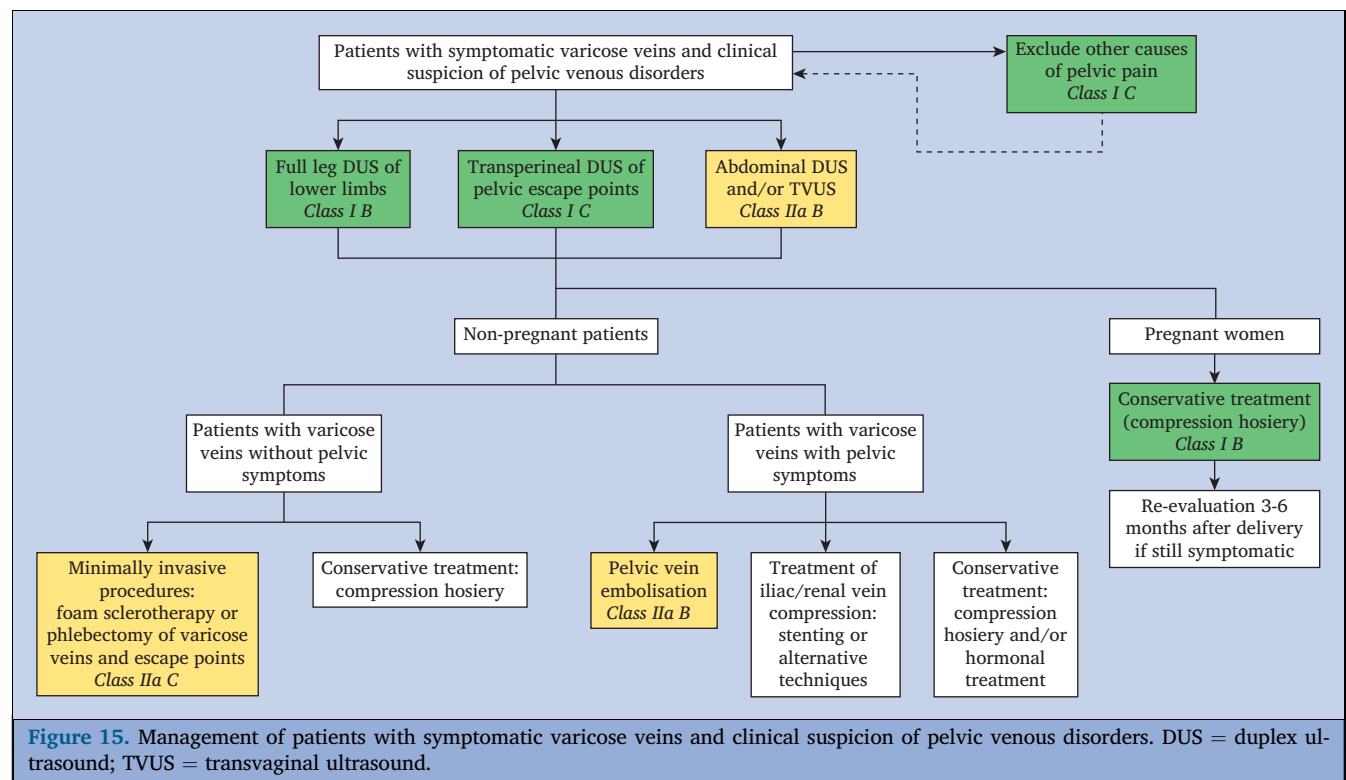 Patients with symptomatic varicose veins and clinical
suspicion of pelvic venous disorders
Exclude other causes
of pelvic pain
Class I C
Full leg DUS of
lower limbs
Class I B
Transperineal DUS of
pelvic escape points
Class I C
Abdominal DUS
and/or TVUS
Class IIa B
Non-pregnant patients
Pregnant women
Patients with varicose
veins without pelvic
symptoms
Patients with varicose
veins with pelvic
symptoms
Conservative treatment
(compression hosiery)
Class I B
Re-evaluation 3-6
months after delivery
if still symptomatic
Minimally invasive
procedures:
foam sclerotherapy or
phlebectomy of varicose
veins and escape points
Class IIa C
Conservative treatment:
compression hosiery
Pelvic vein
embolisation
Class IIa B
Treatment of
iliac/renal vein
compression:
stenting or
alternative
techniques
Conservative
treatment:
compression
hosiery and/or
hormonal
treatment
Figure 15. Management of patients with symptomatic varicose veins and clinical suspicion of pelvic venous disorders. DUS = duplex ul-
trasound; TVUS = transvaginal ultrasound.